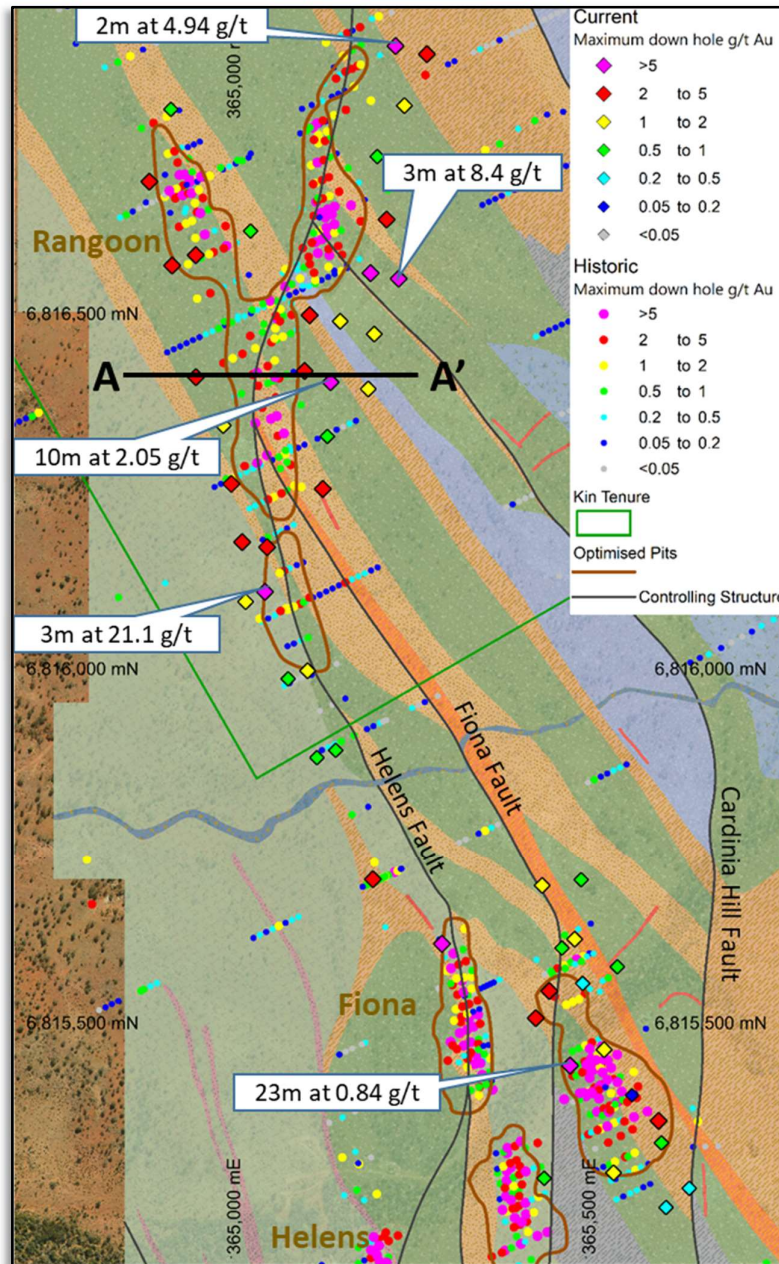 2m at 4.94 g/t
365,000 m
3m at 8.4 g/t
Rangoon
6,816,500 mN
A
A'
10m at 2.05 g/t
3m at 21.1 g/t
6,816,000 mN
6,816,000 mN
Fiona Fault
Helens Fault
Cardinia Hill Fault
Fiona
6,815,500 mN
6,815,500 mN
23m at 0.84 g/t
365,000 mE
365,500 mE
Helens
Current
Maximum down hole g/t Au
>5
2 to 5
1 to 2
0.5 to 1
0.2 to 0.5
0.05 to 0.2
<0.05
Historic
Maximum down hole g/t Au
>5
2 to 5
1 to 2
0.5 to 1
0.2 to 0.5
0.05 to 0.2
<0.05
Kin Tenure
Optimised Pits
Controlling Structure